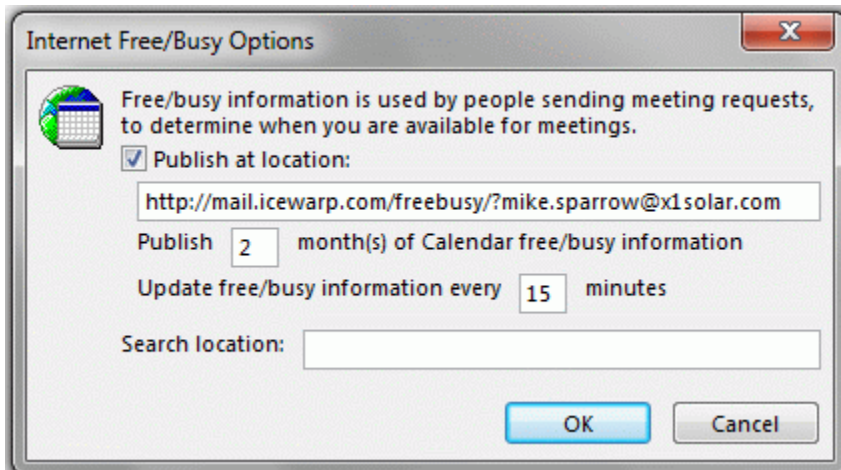 Internet Free/Busy Options
Free/busy information is used by people sending meeting requests,
to determine when you are available for meetings.
Publish at location:
http://mail.icewarp.com/freebusy/?mike.sparrow@x1solar.com
Publish 2 month(s) of Calendar free/busy information
Update free/busy information every 15 minutes
Search location:
OK Cancel